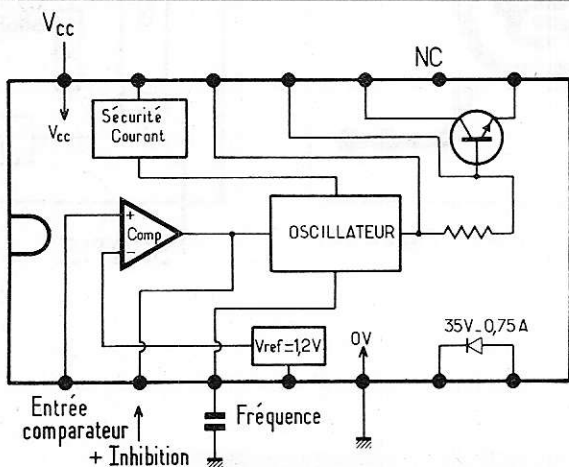 Vcc
NC
Vcc
Sécurité
Courant
+
Comp
-
OSCILLATEUR
Vref=1,2V
0V
35V_0,75A
Entrée
comparateur
Fréquence
+ Inhibition